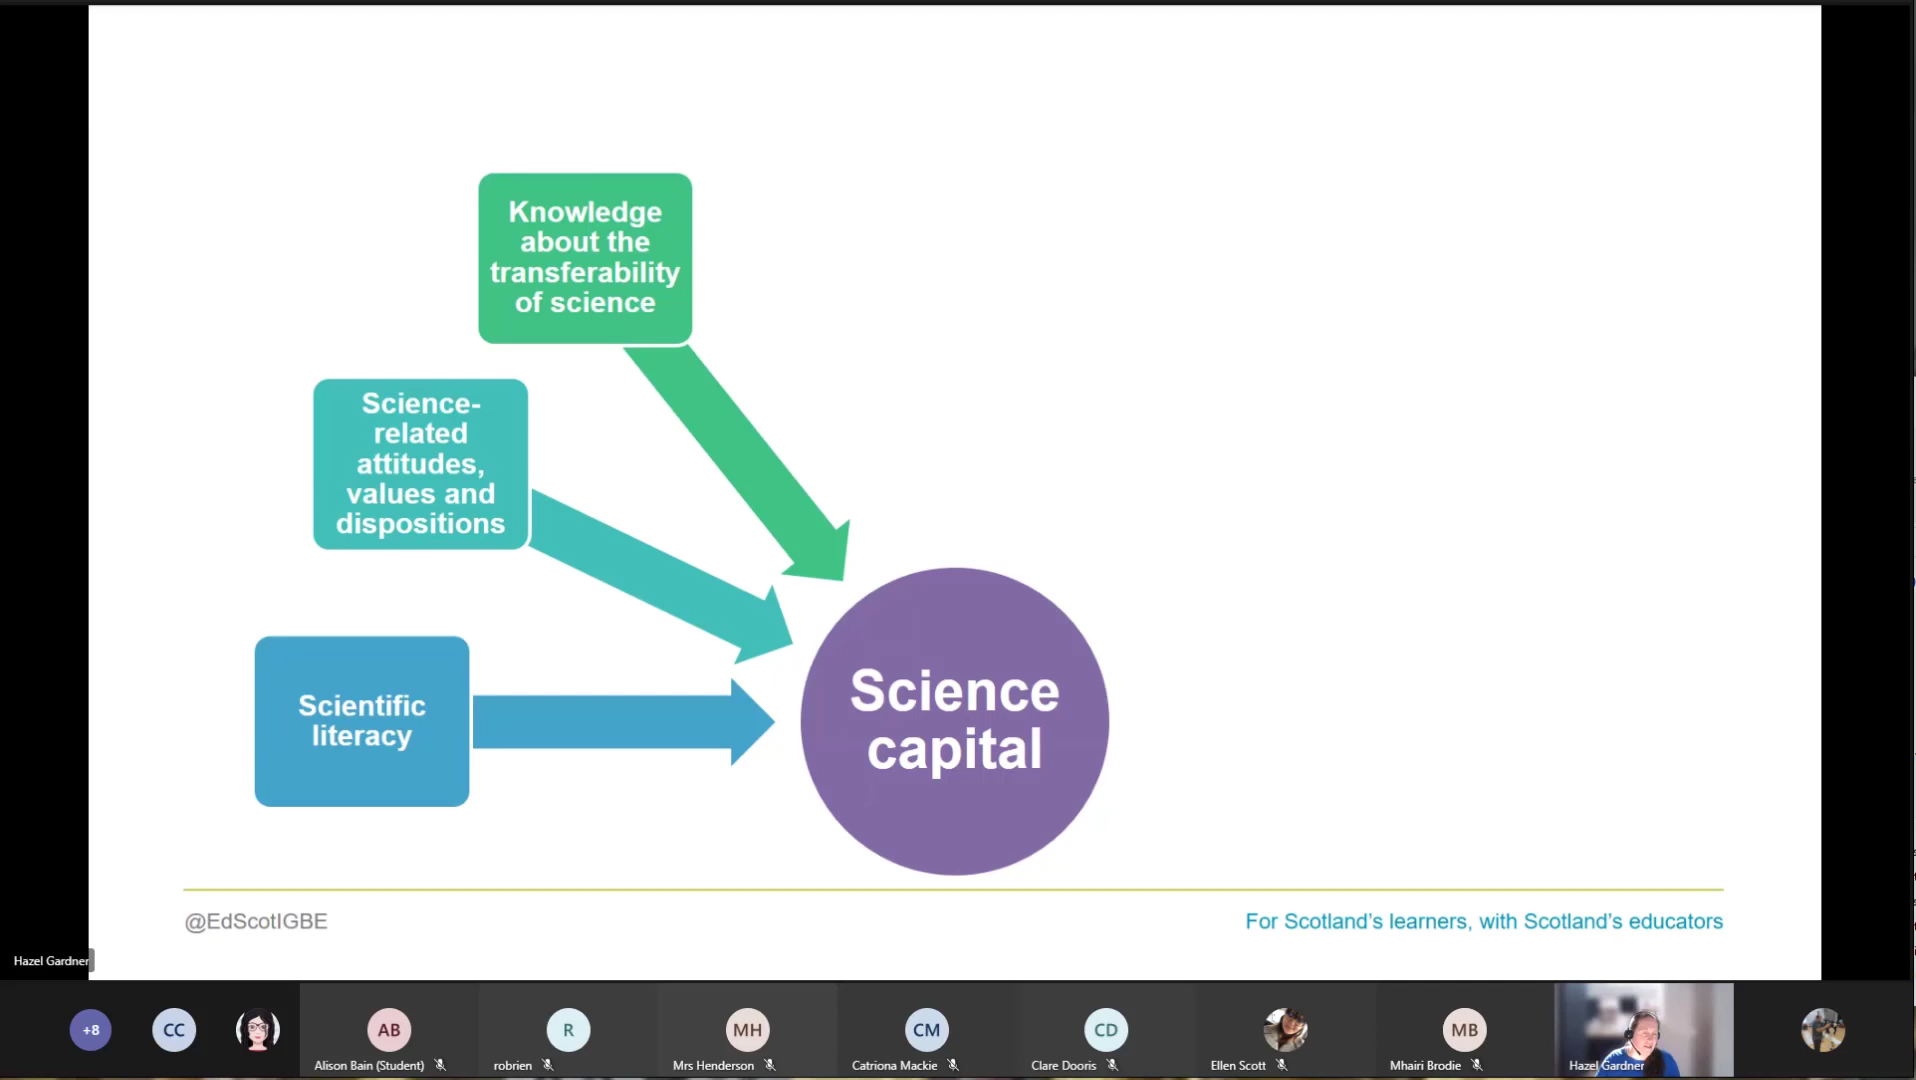 Knowledge
about the
transferability
of science
Science-
related
attitudes,
values and
dispositions
Scientific
literacy
Science
capital
@EdScotIGBE
For Scotland's learners, with Scotland's educators
Hazel Gardner
+8
CC
AB
R
MH
CM
CD
MB
Alison Bain (Student)
robrien
Mrs Henderson
Catriona Mackie
Clare Dooris
Ellen Scott
Mhairi Brodie
Hazel Gardner